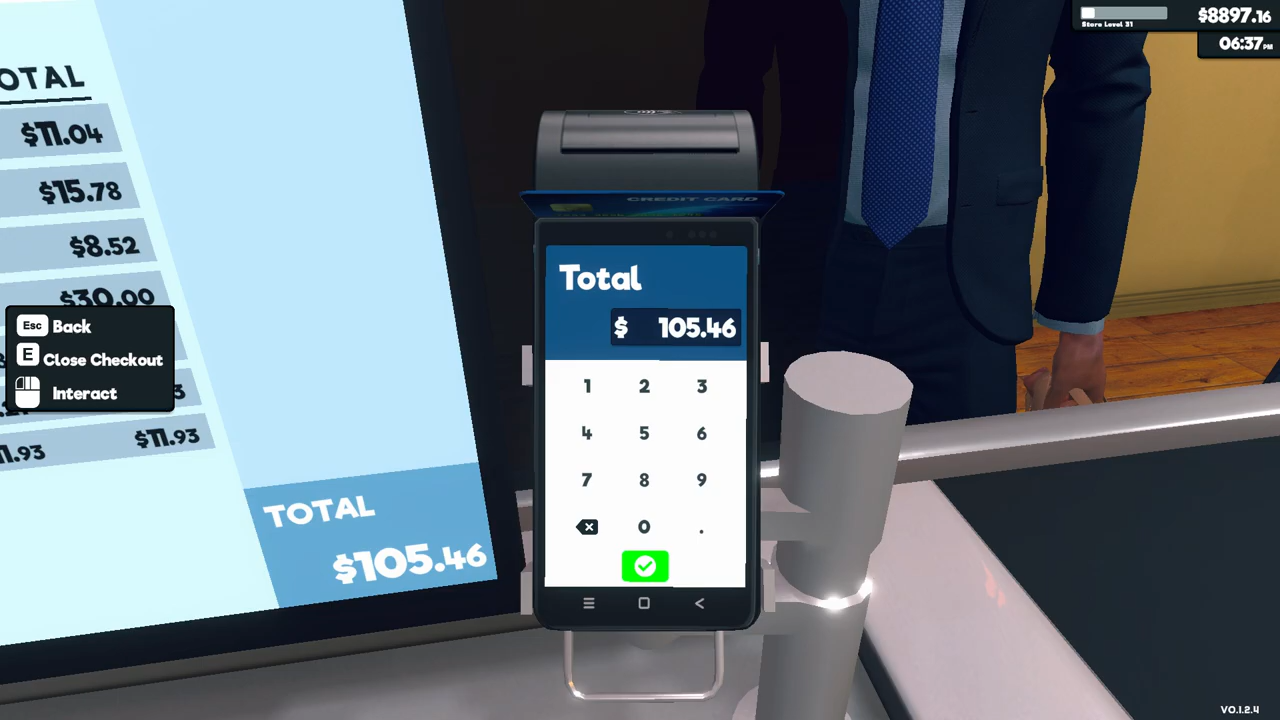 $8897.16
Store Level 31
06:37PM
OTAL
$11.04
$15.78
$8.52
$30.00
Esc Back
E Close Checkout
Interact
1.93 $11.93
TOTAL
$105.46
CREDIT CARD
Total
$ 105.46
1 2 3
4 5 6
7 8 9
0 .
V0.1.2.4